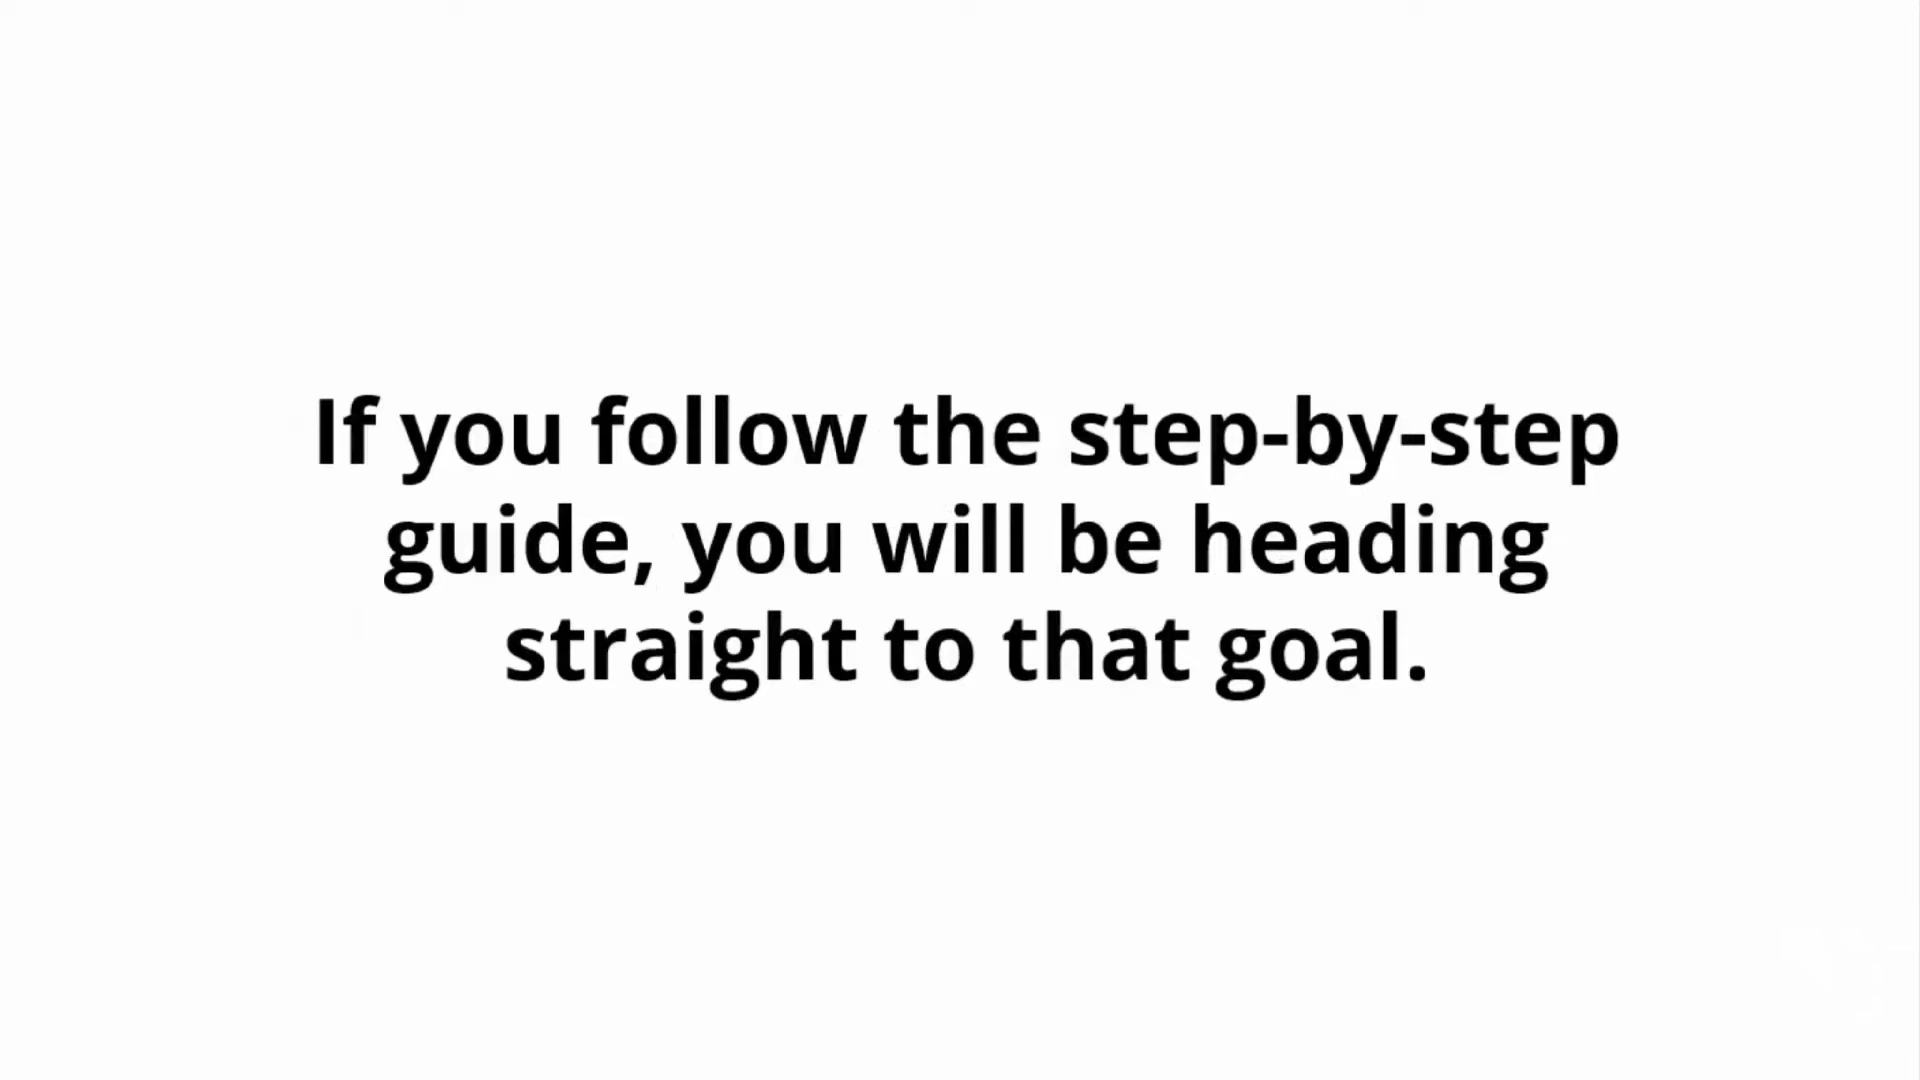 If you follow the step-by-step
guide, you will be heading
straight to that goal.